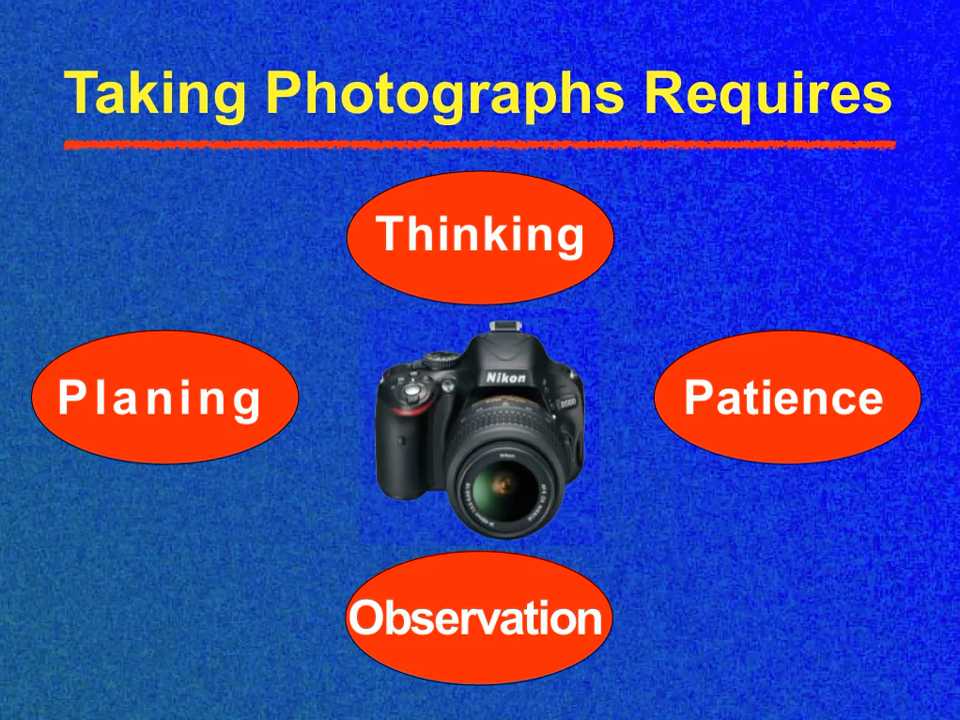 Taking Photographs Requires
Thinking
Planing
Patience
Nikon
Observation